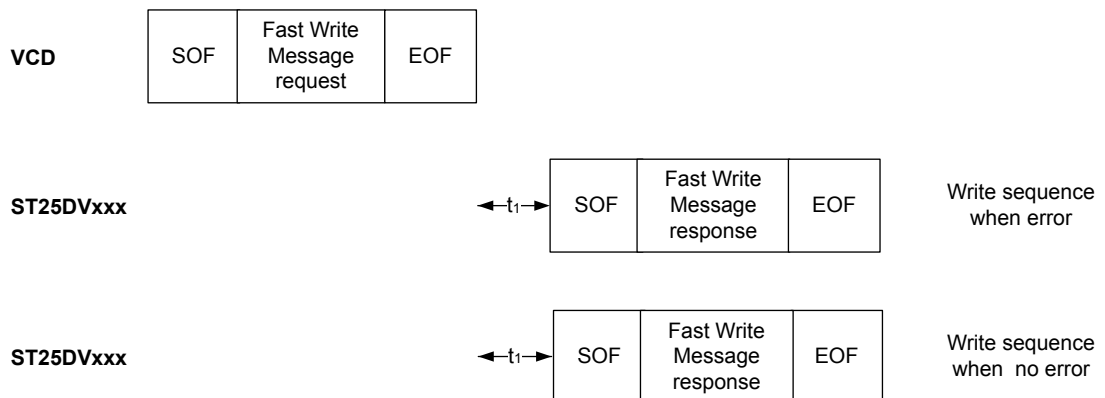 VCD
SOF
Fast Write
Message
request
EOF
ST25DVxxx
t1
SOF
Fast Write
Message
response
EOF
Write sequence
when error
ST25DVxxx
t1
SOF
Fast Write
Message
response
EOF
Write sequence
when no error